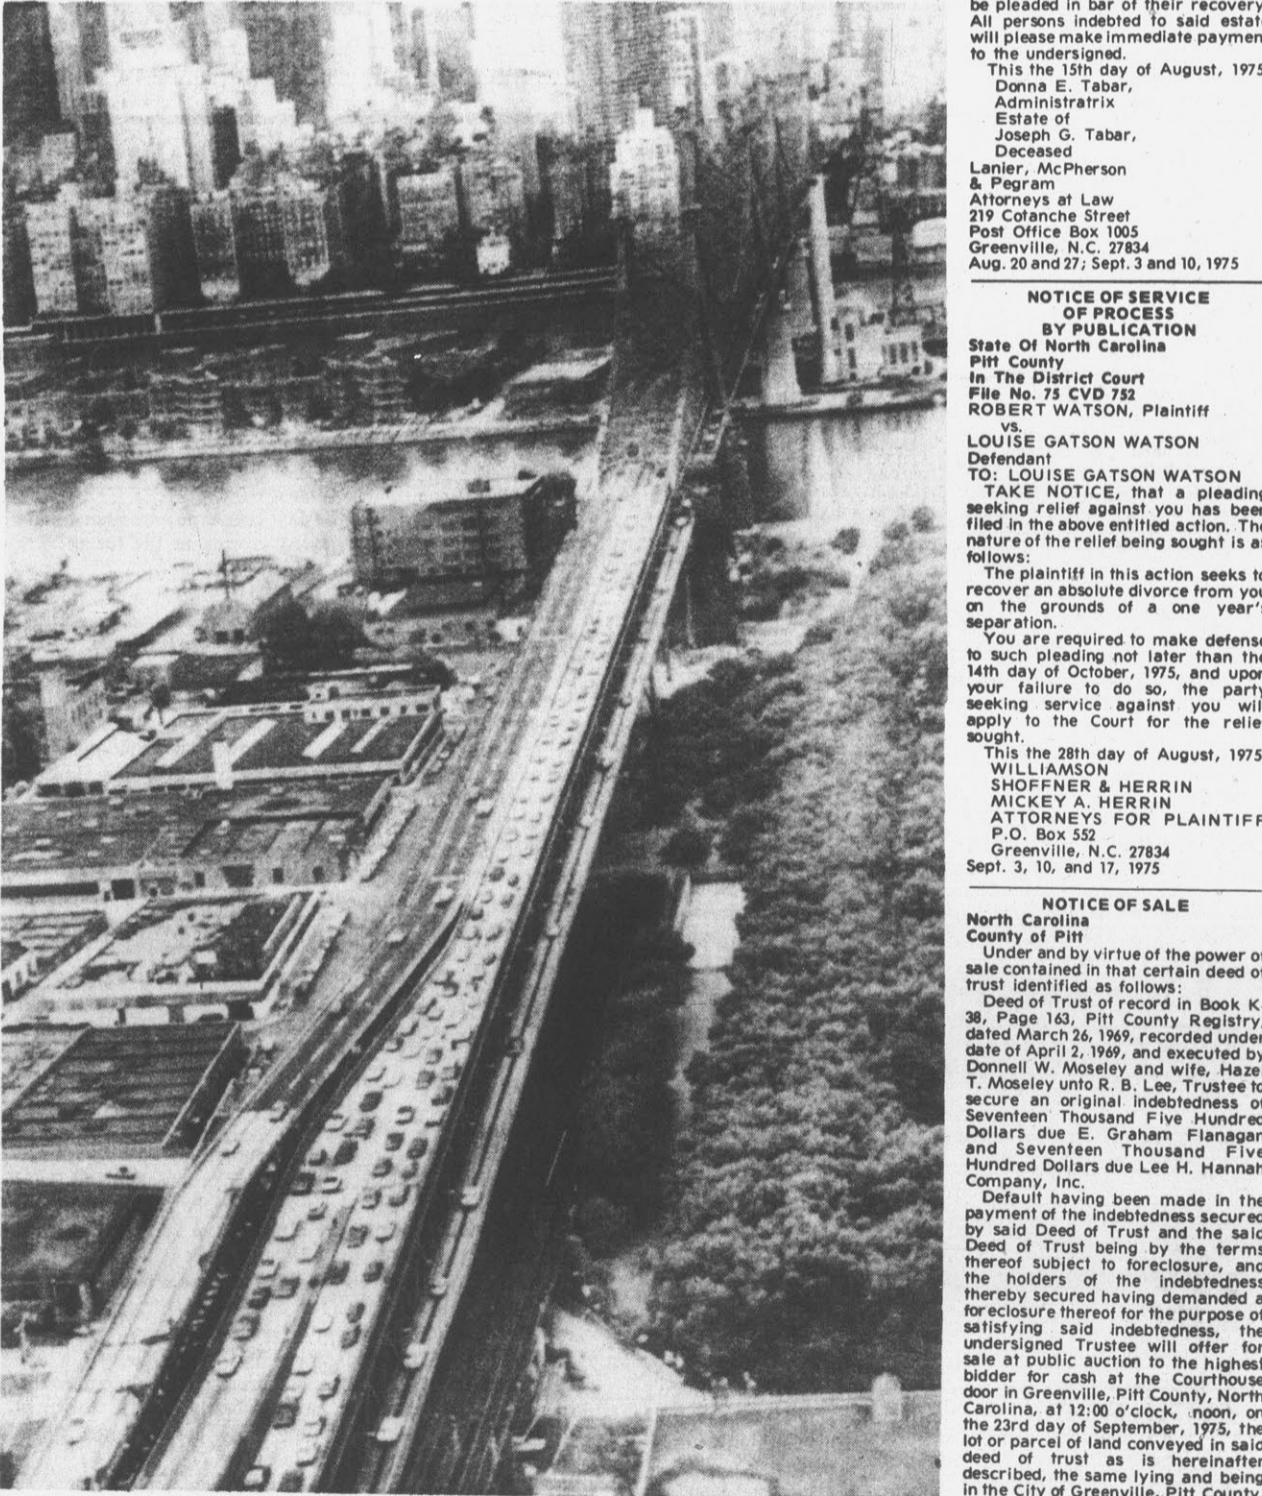 be pleaded in bar of their recovery
All persons indebted to said estat
will please make immediate paymen
to the undersigned.
This the 15th day of August, 1975
Donna E. Tabar,
Administratrix
Estate of
Joseph G. Tabar,
Deceased
Lanier, McPherson
& Pegram
Attorneys at Law
219 Cotanche Street
Post Office Box 1005
Greenville, N.C. 27834
Aug. 20 and 27; Sept. 3 and 10, 1975
NOTICE OF SERVICE
OF PROCESS
BY PUBLICATION
State Of North Carolina
Pitt County
In The District Court
File No. 75 CVD 752
ROBERT WATSON, Plaintiff
vs.
LOUISE GATSON WATSON
Defendant
TO: LOUISE GATSON WATSON
TAKE NOTICE, that a pleading
seeking relief against you has been
filed in the above entitled action. The
nature of the relief being sought is a
follows:
The plaintiff in this action seeks to
recover an absolute divorce from you
on the grounds of a one year's
separation.
You are required to make defense
to such pleading not later than the
14th day of October, 1975, and upon
your failure to do so, the party
seeking service against you will
apply to the Court for the relief
sought.
This the 28th day of August, 1975
WILLIAMSON
SHOFFNER & HERRIN
MICKEY A. HERRIN
ATTORNEYS FOR PLAINTIFF
P.O. Box 552
Greenville, N.C. 27834
Sept. 3, 10, and 17, 1975
NOTICE OF SALE
North Carolina
County of Pitt
Under and by virtue of the power of
sale contained in that certain deed of
trust identified as follows:
Deed of Trust of record in Book K-
38, Page 163, Pitt County Registry,
dated March 26, 1969, recorded under
date of April 2, 1969, and executed by
Donnell W. Moseley and wife, Hazel
T. Moseley unto R. B. Lee, Trustee to
secure an original indebtedness of
Seventeen Thousand Five Hundred
Dollars due E. Graham Flanagan
and Seventeen Thousand Five
Hundred Dollars due Lee H. Hannah
Company, Inc.
Default having been made in the
payment of the indebtedness secured
by said Deed of Trust and the said
Deed of Trust being by the terms
thereof subject to foreclosure, and
the holders of the indebtedness
thereby secured having demanded a
foreclosure thereof for the purpose of
satisfying said indebtedness, the
undersigned Trustee will offer for
sale at public auction to the highest
bidder for cash at the Courthouse
door in Greenville, Pitt County, North
Carolina, at 12:00 o'clock, noon, on
the 23rd day of September, 1975, the
lot or parcel of land conveyed in said
deed of trust as is hereinafter
described, the same lying and being
in the City of Greenville, Pitt County,